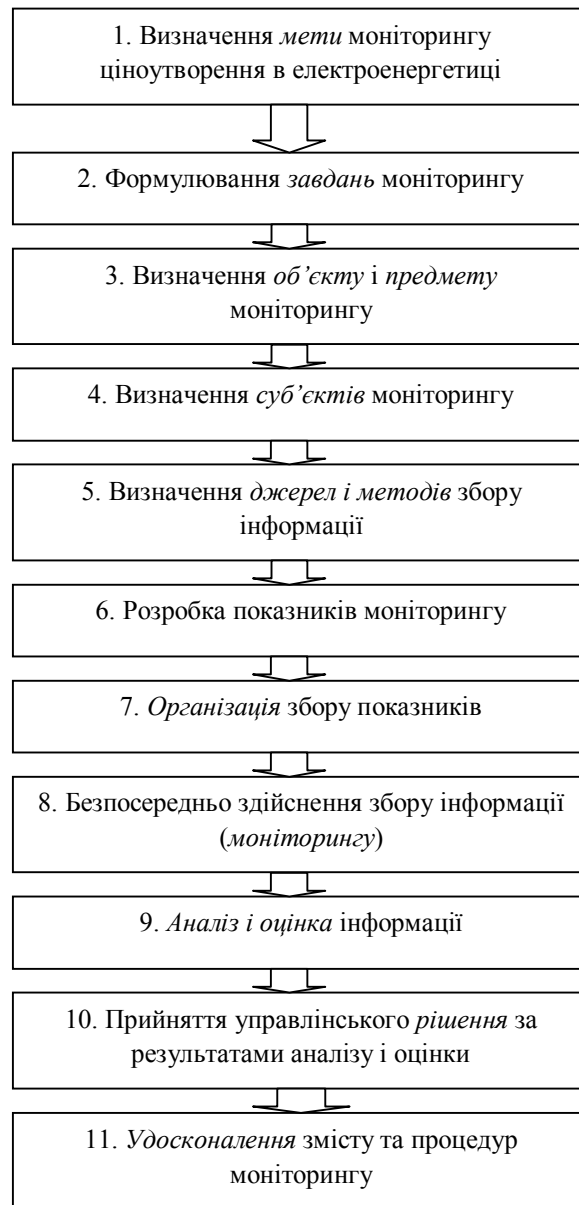 1. Визначення мети моніторингу
ціноутворення в електроенергетиці
2. Формулювання завдань моніторингу
3. Визначення об’єкту і предмету
моніторингу
4. Визначення суб’єктів моніторингу
5. Визначення джерел і методів збору
інформації
6. Розробка показників моніторингу
7. Організація збору показників
8. Безпосередньо здійснення збору інформації
(моніторингу)
9. Аналіз і оцінка інформації
10. Прийняття управлінського рішення за
результатами аналізу і оцінки
11. Удосконалення змісту та процедур
моніторингу